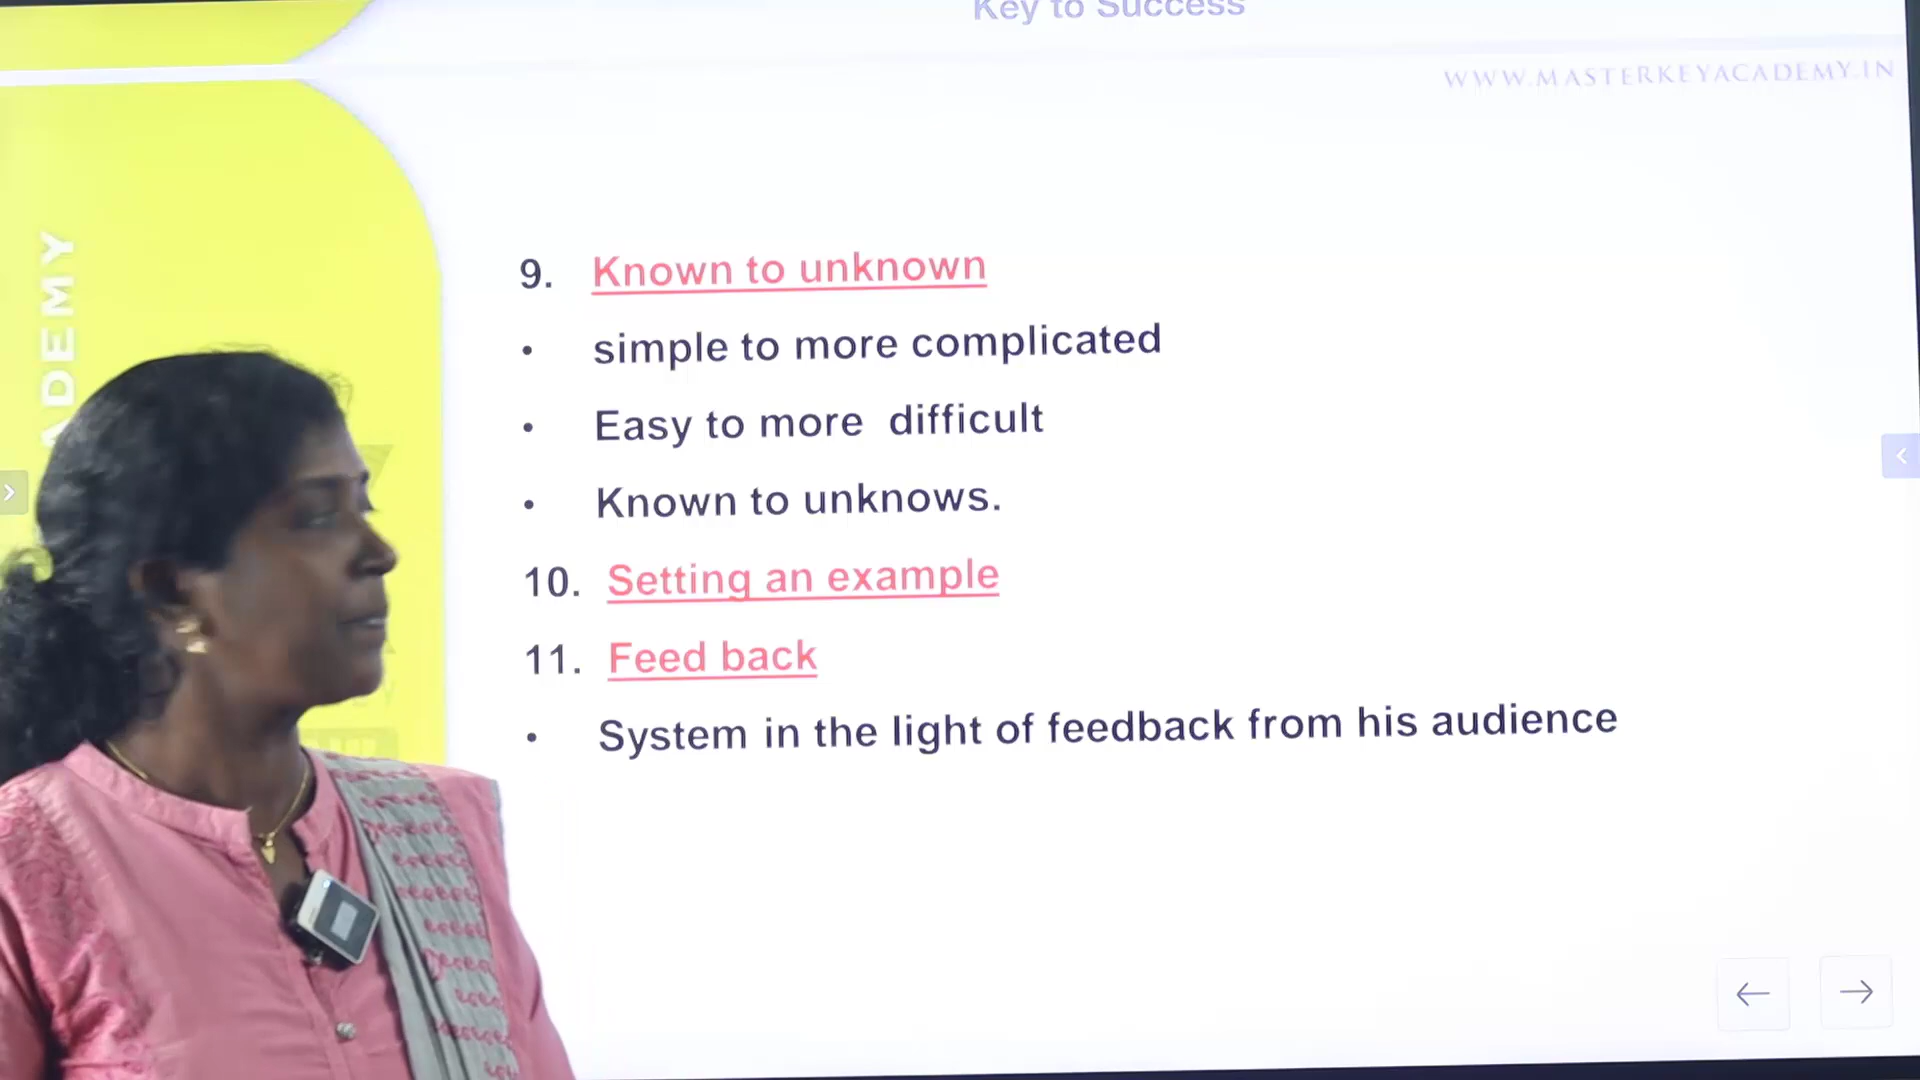 Key to Success
WWW.MASTERKEYACADEMY.IN
ADEMY
9. Known to unknown
• simple to more complicated
• Easy to more difficult
• Known to unknows.
10. Setting an example
11. Feed back
• System in the light of feedback from his audience